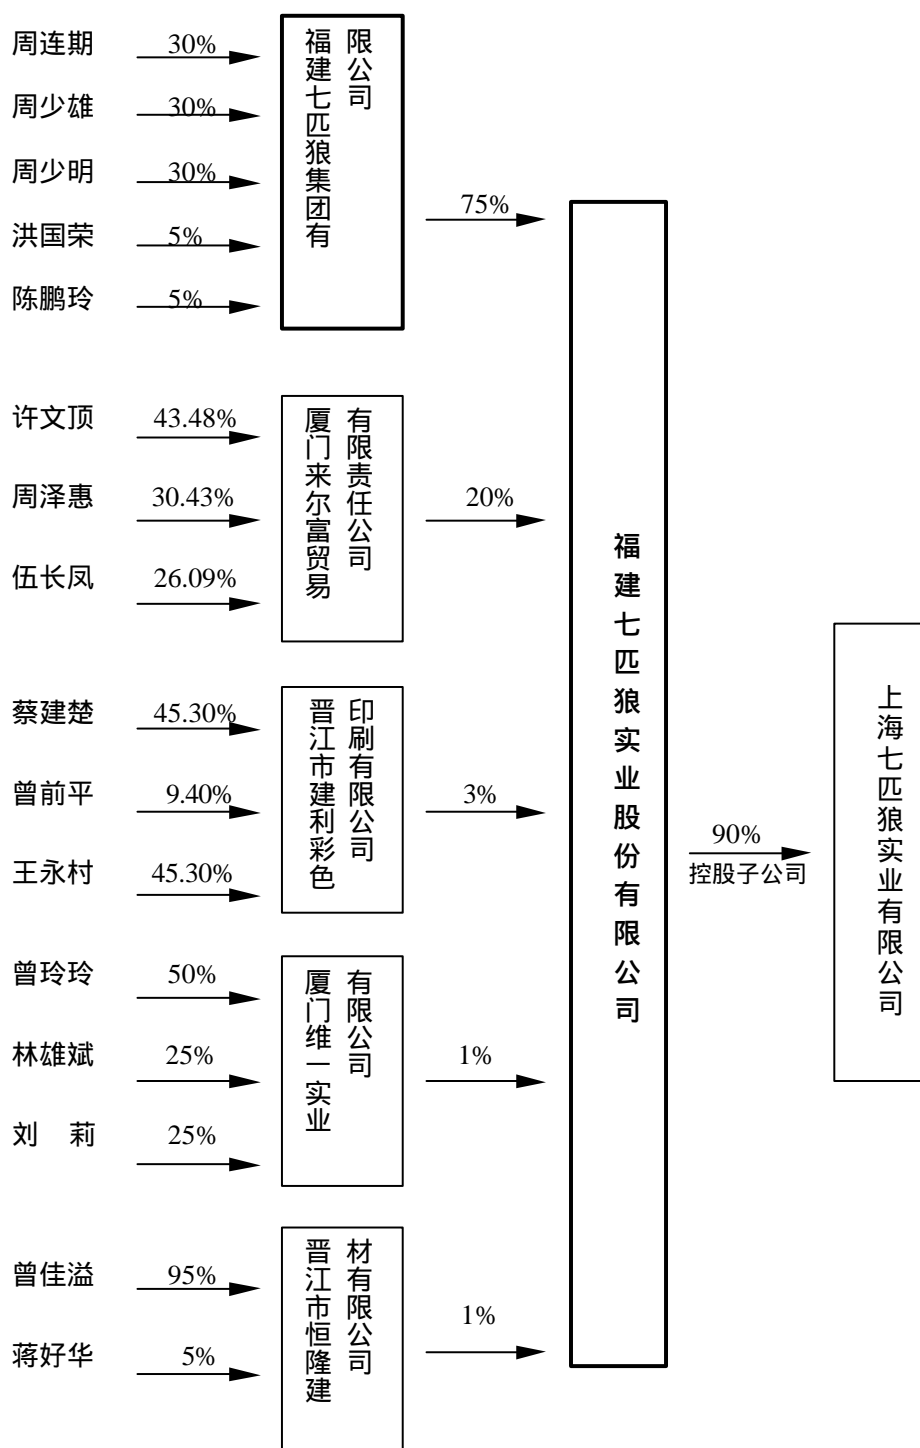 周连期
30%
周少雄
30%
周少明
30%
洪国荣
5%
陈鹏玲
5%
福建七匹狼集团有
限公司
75%
许文顶
43.48%
周泽惠
30.43%
伍长凤
26.09%
厦门来尔富贸易
有限责任公司
20%
蔡建楚
45.30%
曾前平
9.40%
王永村
45.30%
晋江市建利彩色
印刷有限公司
3%
曾玲玲
50%
林雄斌
25%
刘 莉
25%
厦门维一实业
有限公司
1%
曾佳溢
95%
蒋好华
5%
晋江市恒隆建
材有限公司
1%
福建七匹狼实业股份有限公司
90%
控股子公司
上海七匹狼实业有限公司